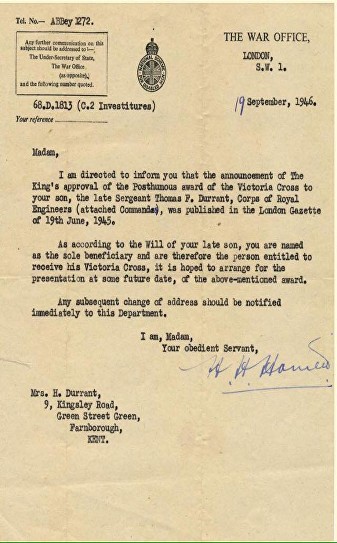 Tel. No.— ABBey 1272.
Any further communication on this
subject should be addressed to:—
The Under-Secretary of State,
The War Office
(as opposite),
and the following number quoted.
THE WAR OFFICE,
LONDON,
S.W. 1.
68.D.1813 (C.2 Investitures)
19 September, 1946.
Your reference
Madam,
I am directed to inform you that the announcement of The
King's approval of the Posthumous award of the Victoria Cross to
your son, the late Sergeant Thomas F. Durrant, Corps of Royal
Engineers (attached Commands), was published in the London Gazette
of 19th June, 1945.
As according to the Will of your late son, you are named
as the sole beneficiary and are therefore the person entitled to
receive his Victoria Cross, it is hoped to arrange for the
presentation at some future date, of the above-mentioned award.
Any subsequent change of address should be notified
immediately to this Department.
I am, Madam,
Your obedient Servant,
Mrs. H. Durrant,
9, Kingsley Road,
Green Street Green,
Farnborough,
KENT.